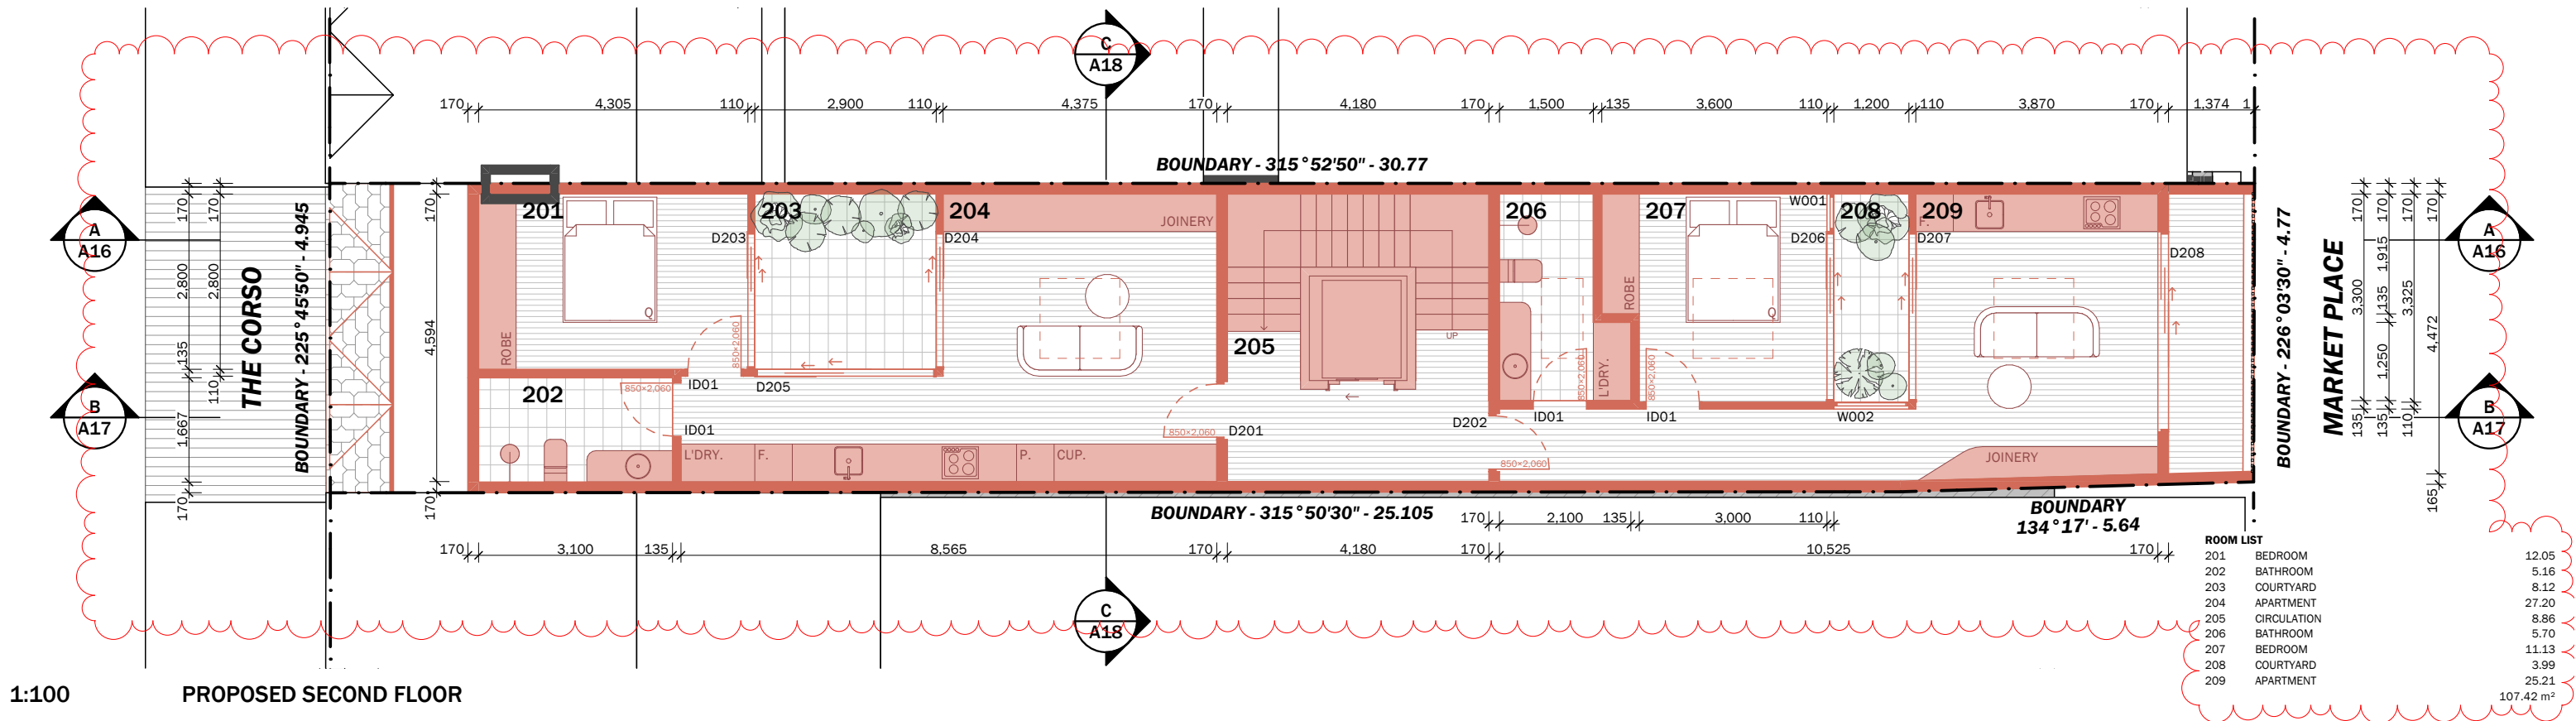 C
A18
170 4,305 110 2,900 110 4,375 170 4,180 170 1,500 135 3,600 110 1,200 110 3,870 170 1,374 1
BOUNDARY - 315°52'50" - 30.77
A
A16
B
A17
170 2,800 135 1,667 170
170 2,800 110
THE CORSO
BOUNDARY - 225°45'50" - 4.945
170 4,594 170
201
ROBE
Q
D203
850×2,060
ID01
202
850×2,060
ID01
203
D205
204
JOINERY
D204
L'DRY.
F.
P.
CUP.
850×2,060
D201
205
UP
D202
850×2,060
206
850×2,060
ID01
L'DRY.
207
ROBE
Q
W001
D206
850×2,060
ID01
208
W002
209
F.
D207
D208
JOINERY
BOUNDARY - 226°03'30" - 4.77
MARKET PLACE
170 3,300 135
170 1,915 135 1,250 135
170 3,325 110
170 4,472 165
A
A16
B
A17
BOUNDARY - 315°50'30" - 25.105
BOUNDARY
134°17' - 5.64
170 2,100 135 3,000 110
170 3,100 135 8,565 170 4,180 170 10,525 170
C
A18
ROOM LIST
201 BEDROOM 12.05
202 BATHROOM 5.16
203 COURTYARD 8.12
204 APARTMENT 27.20
205 CIRCULATION 8.86
206 BATHROOM 5.70
207 BEDROOM 11.13
208 COURTYARD 3.99
209 APARTMENT 25.21
107.42 m²
1:100 PROPOSED SECOND FLOOR